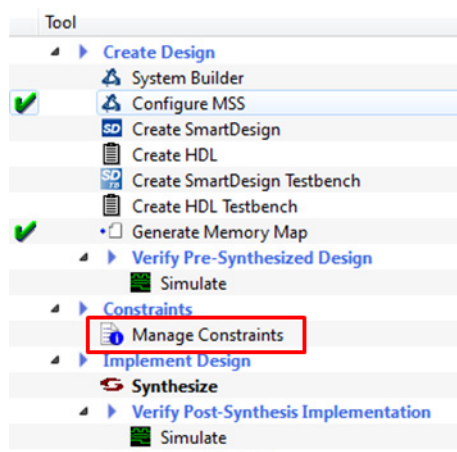 Tool
Create Design
System Builder
Configure MSS
SD Create SmartDesign
Create HDL
SD TS Create SmartDesign Testbench
Create HDL Testbench
Generate Memory Map
Verify Pre-Synthesized Design
Simulate
Constraints
Manage Constraints
Implement Design
Synthesize
Verify Post-Synthesis Implementation
Simulate